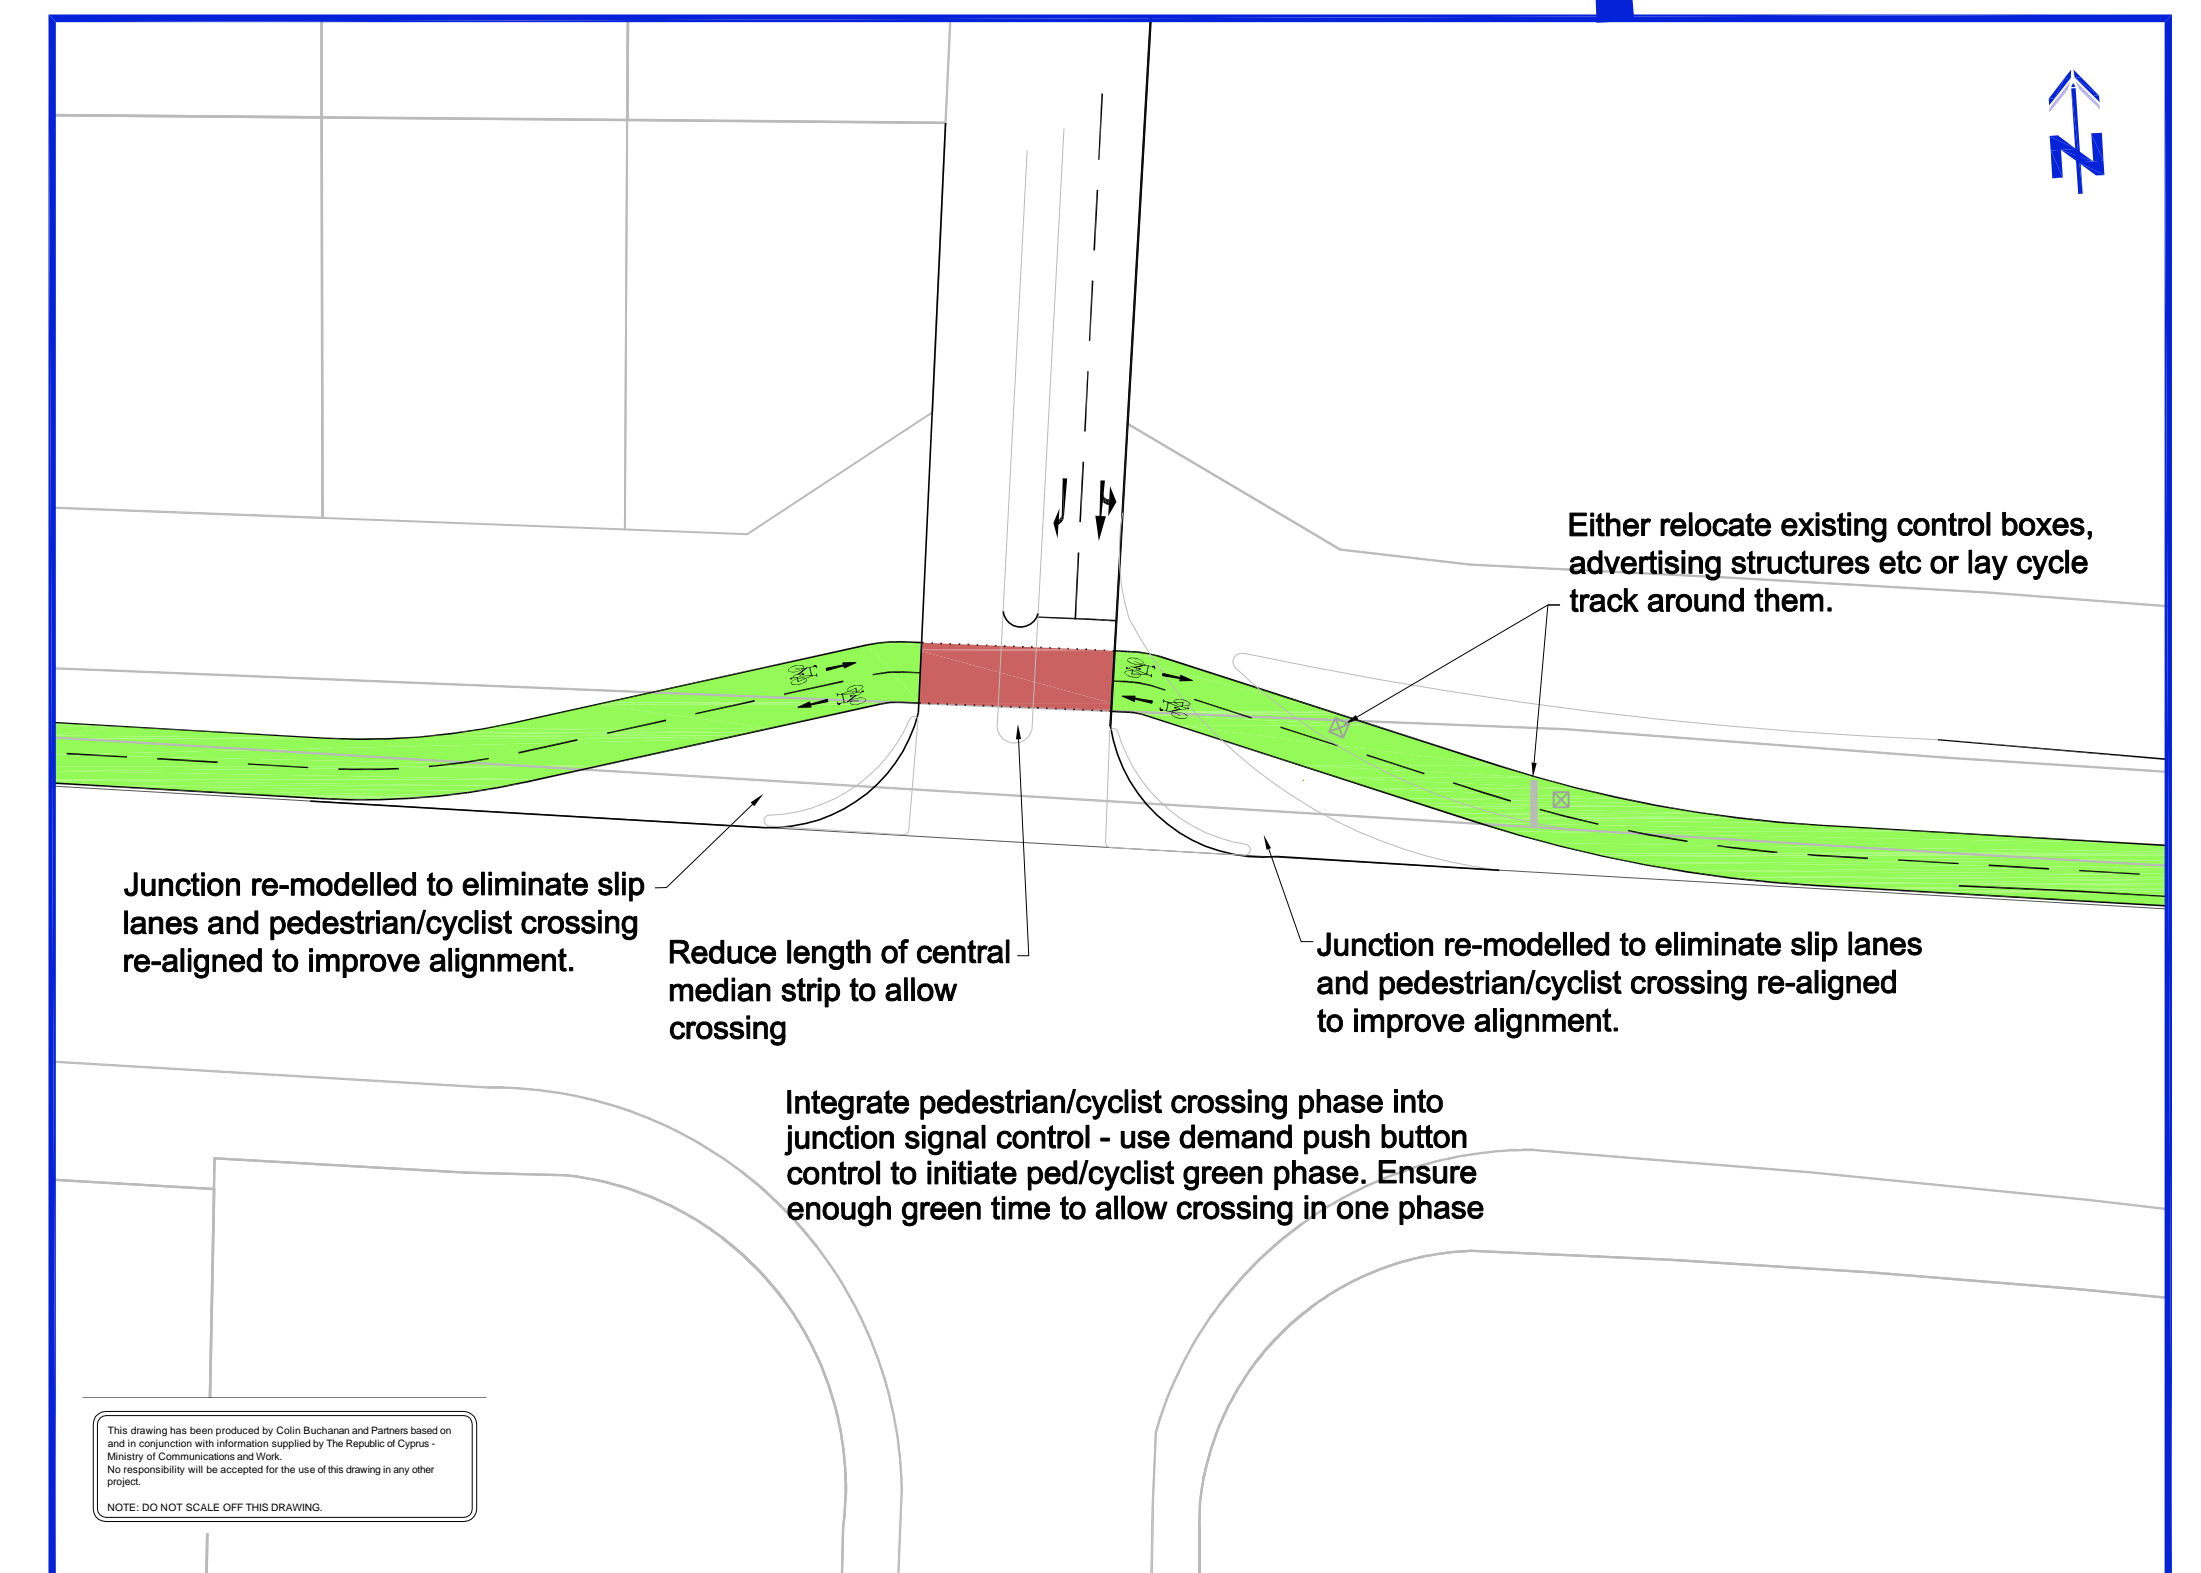 N
Either relocate existing control boxes,
advertising structures etc or lay cycle
track around them.
Junction re-modelled to eliminate slip
lanes and pedestrian/cyclist crossing
re-aligned to improve alignment.
Reduce length of central
median strip to allow
crossing
Junction re-modelled to eliminate slip lanes
and pedestrian/cyclist crossing re-aligned
to improve alignment.
Integrate pedestrian/cyclist crossing phase into
junction signal control - use demand push button
control to initiate ped/cyclist green phase. Ensure
enough green time to allow crossing in one phase
This drawing has been produced by Colin Buchanan and Partners based on
and in conjunction with information supplied by The Republic of Cyprus -
Ministry of Communications and Work.
No responsibility will be accepted for the use of this drawing in any other
project.
NOTE: DO NOT SCALE OFF THIS DRAWING.